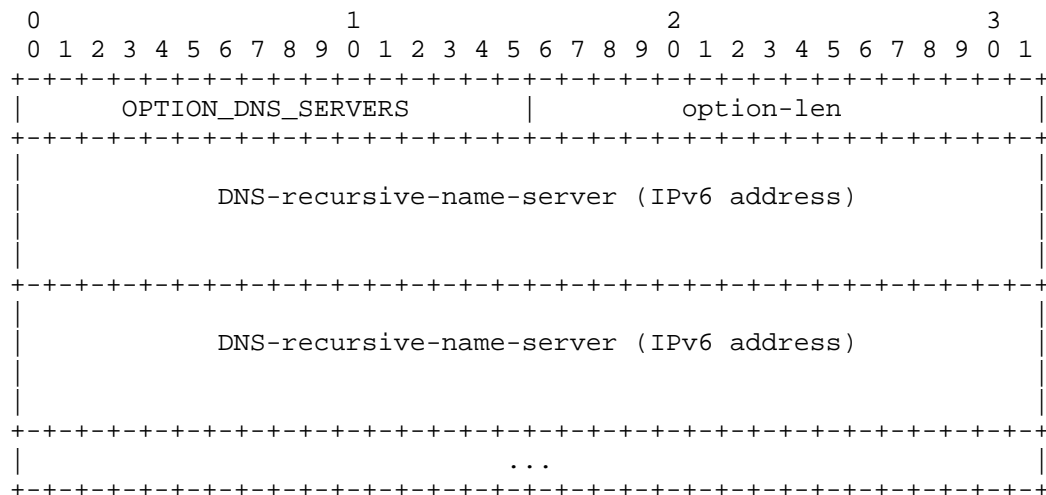 0                   1                   2                   3
 0 1 2 3 4 5 6 7 8 9 0 1 2 3 4 5 6 7 8 9 0 1 2 3 4 5 6 7 8 9 0 1
+-+-+-+-+-+-+-+-+-+-+-+-+-+-+-+-+-+-+-+-+-+-+-+-+-+-+-+-+-+-+-+-+
|      OPTION_DNS_SERVERS       |         option-len            |
+-+-+-+-+-+-+-+-+-+-+-+-+-+-+-+-+-+-+-+-+-+-+-+-+-+-+-+-+-+-+-+-+
|                                                               |
|            DNS-recursive-name-server (IPv6 address)           |
|                                                               |
|                                                               |
+-+-+-+-+-+-+-+-+-+-+-+-+-+-+-+-+-+-+-+-+-+-+-+-+-+-+-+-+-+-+-+-+
|                                                               |
|            DNS-recursive-name-server (IPv6 address)           |
|                                                               |
|                                                               |
+-+-+-+-+-+-+-+-+-+-+-+-+-+-+-+-+-+-+-+-+-+-+-+-+-+-+-+-+-+-+-+-+
|                              ...                              |
+-+-+-+-+-+-+-+-+-+-+-+-+-+-+-+-+-+-+-+-+-+-+-+-+-+-+-+-+-+-+-+-+